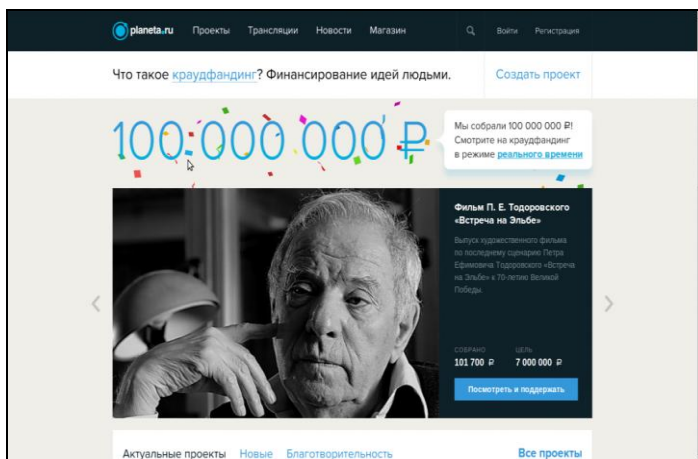 planeta.ru Проекты Трансляции Новости Магазин Войти Регистрация
Что такое краудфандинг? Финансирование идей людьми. Создать проект
100 000 000 ₽
Мы собрали 100 000 000 ₽!
Смотрите на краудфандинг
в режиме реального времени
Фильм П. Е. Тодоровского
«Встреча на Эльбе»
Выпуск художественного фильма
по последнему сценарию Петра
Ефимовича Тодоровского «Встреча
на Эльбе» к 70-летию Великой
Победы.
СОБРАНО ЦЕЛЬ
101 700 ₽ 7 000 000 ₽
Посмотреть и поддержать
Актуальные проекты Новые Благотворительность Все проекты